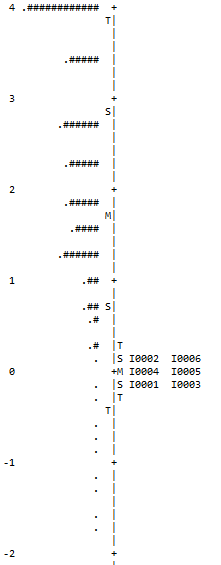 4 .############ +
T|
|
|
.##### |
|
|
3 +
S|
.###### |
|
|
.##### |
|
2 +
.##### |
M|
.#### |
|
.###### |
|
1 .## +
|
.## S|
.# |
|
.# |T
. |S I0002 I0006
0 +M I0004 I0005
. |S I0001 I0003
. |T
T|
. |
. |
. |
-1 +
. |
. |
|
. |
. |
|
-2 +